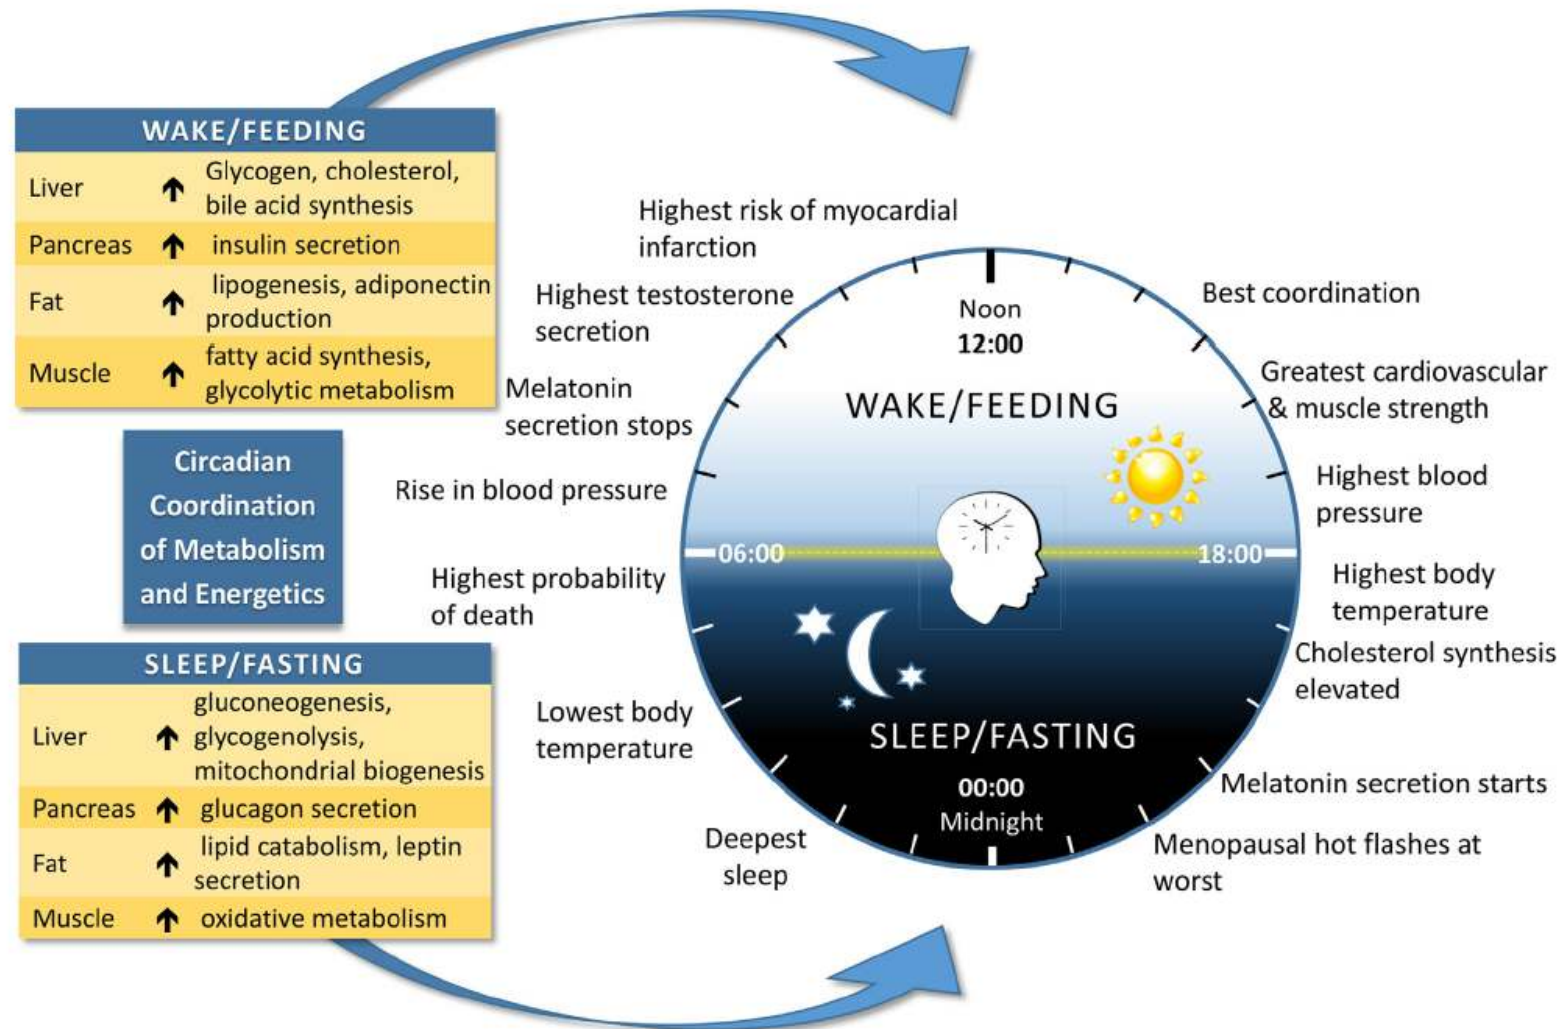 WAKE/FEEDING
Liver
Glycogen, cholesterol,
bile acid synthesis
Pancreas
insulin secretion
Fat
lipogenesis, adiponectin
production
Muscle
fatty acid synthesis,
glycolytic metabolism
Circadian
Coordination
of Metabolism
and Energetics
SLEEP/FASTING
Liver
gluconeogenesis,
glycogenolysis,
mitochondrial biogenesis
Pancreas
glucagon secretion
Fat
lipid catabolism, leptin
secretion
Muscle
oxidative metabolism
Highest risk of myocardial
infarction
Highest testosterone
secretion
Melatonin
secretion stops
Rise in blood pressure
Highest probability
of death
Lowest body
temperature
Deepest
sleep
Noon
12:00
WAKE/FEEDING
06:00
18:00
SLEEP/FASTING
00:00
Midnight
Best coordination
Greatest cardiovascular
& muscle strength
Highest blood
pressure
Highest body
temperature
Cholesterol synthesis
elevated
Melatonin secretion starts
Menopausal hot flashes at
worst